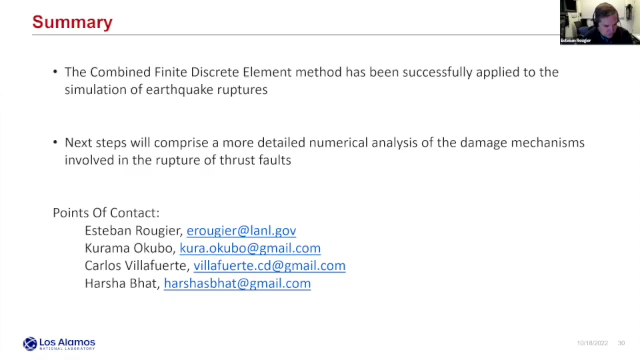 Summary
Esteban Rougier
• The Combined Finite Discrete Element method has been successfully applied to the
simulation of earthquake ruptures
• Next steps will comprise a more detailed numerical analysis of the damage mechanisms
involved in the rupture of thrust faults
Points Of Contact:
Esteban Rougier, erougier@lanl.gov
Kurama Okubo, kura.okubo@gmail.com
Carlos Villafuerte, villafuerte.cd@gmail.com
Harsha Bhat, harshasbhat@gmail.com
Los Alamos
NATIONAL LABORATORY
10/18/2022 30